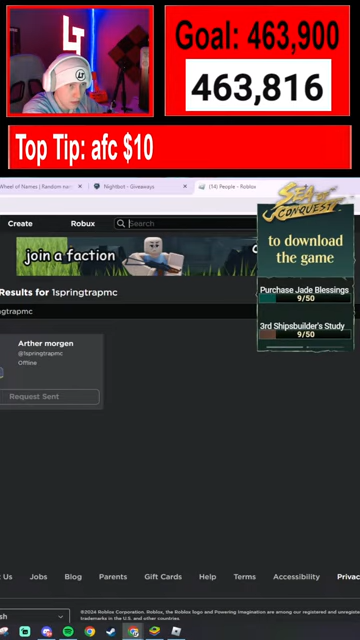 LT
Goal: 463,900
463,816
Top Tip: afc $10
Wheel of Names | Random na
Nightbot - Giveaways
(14) People - Roblox
SEA OF
CONQUEST
to download
the game
Create
Robux
Search
join a faction
Purchase Jade Blessings
9/50
3rd Shipsbuilder's Study
9/50
Results for 1springtrapmc
ngtrapmc
Arther morgen
@1springtrapmc
Offline
Request Sent
t Us
Jobs
Blog
Parents
Gift Cards
Help
Terms
Accessibility
Privac
sh
©2024 Roblox Corporation. Roblox, the Roblox logo and Powering Imagination are among our registered and unregistered
trademarks in the U.S. and other countries.